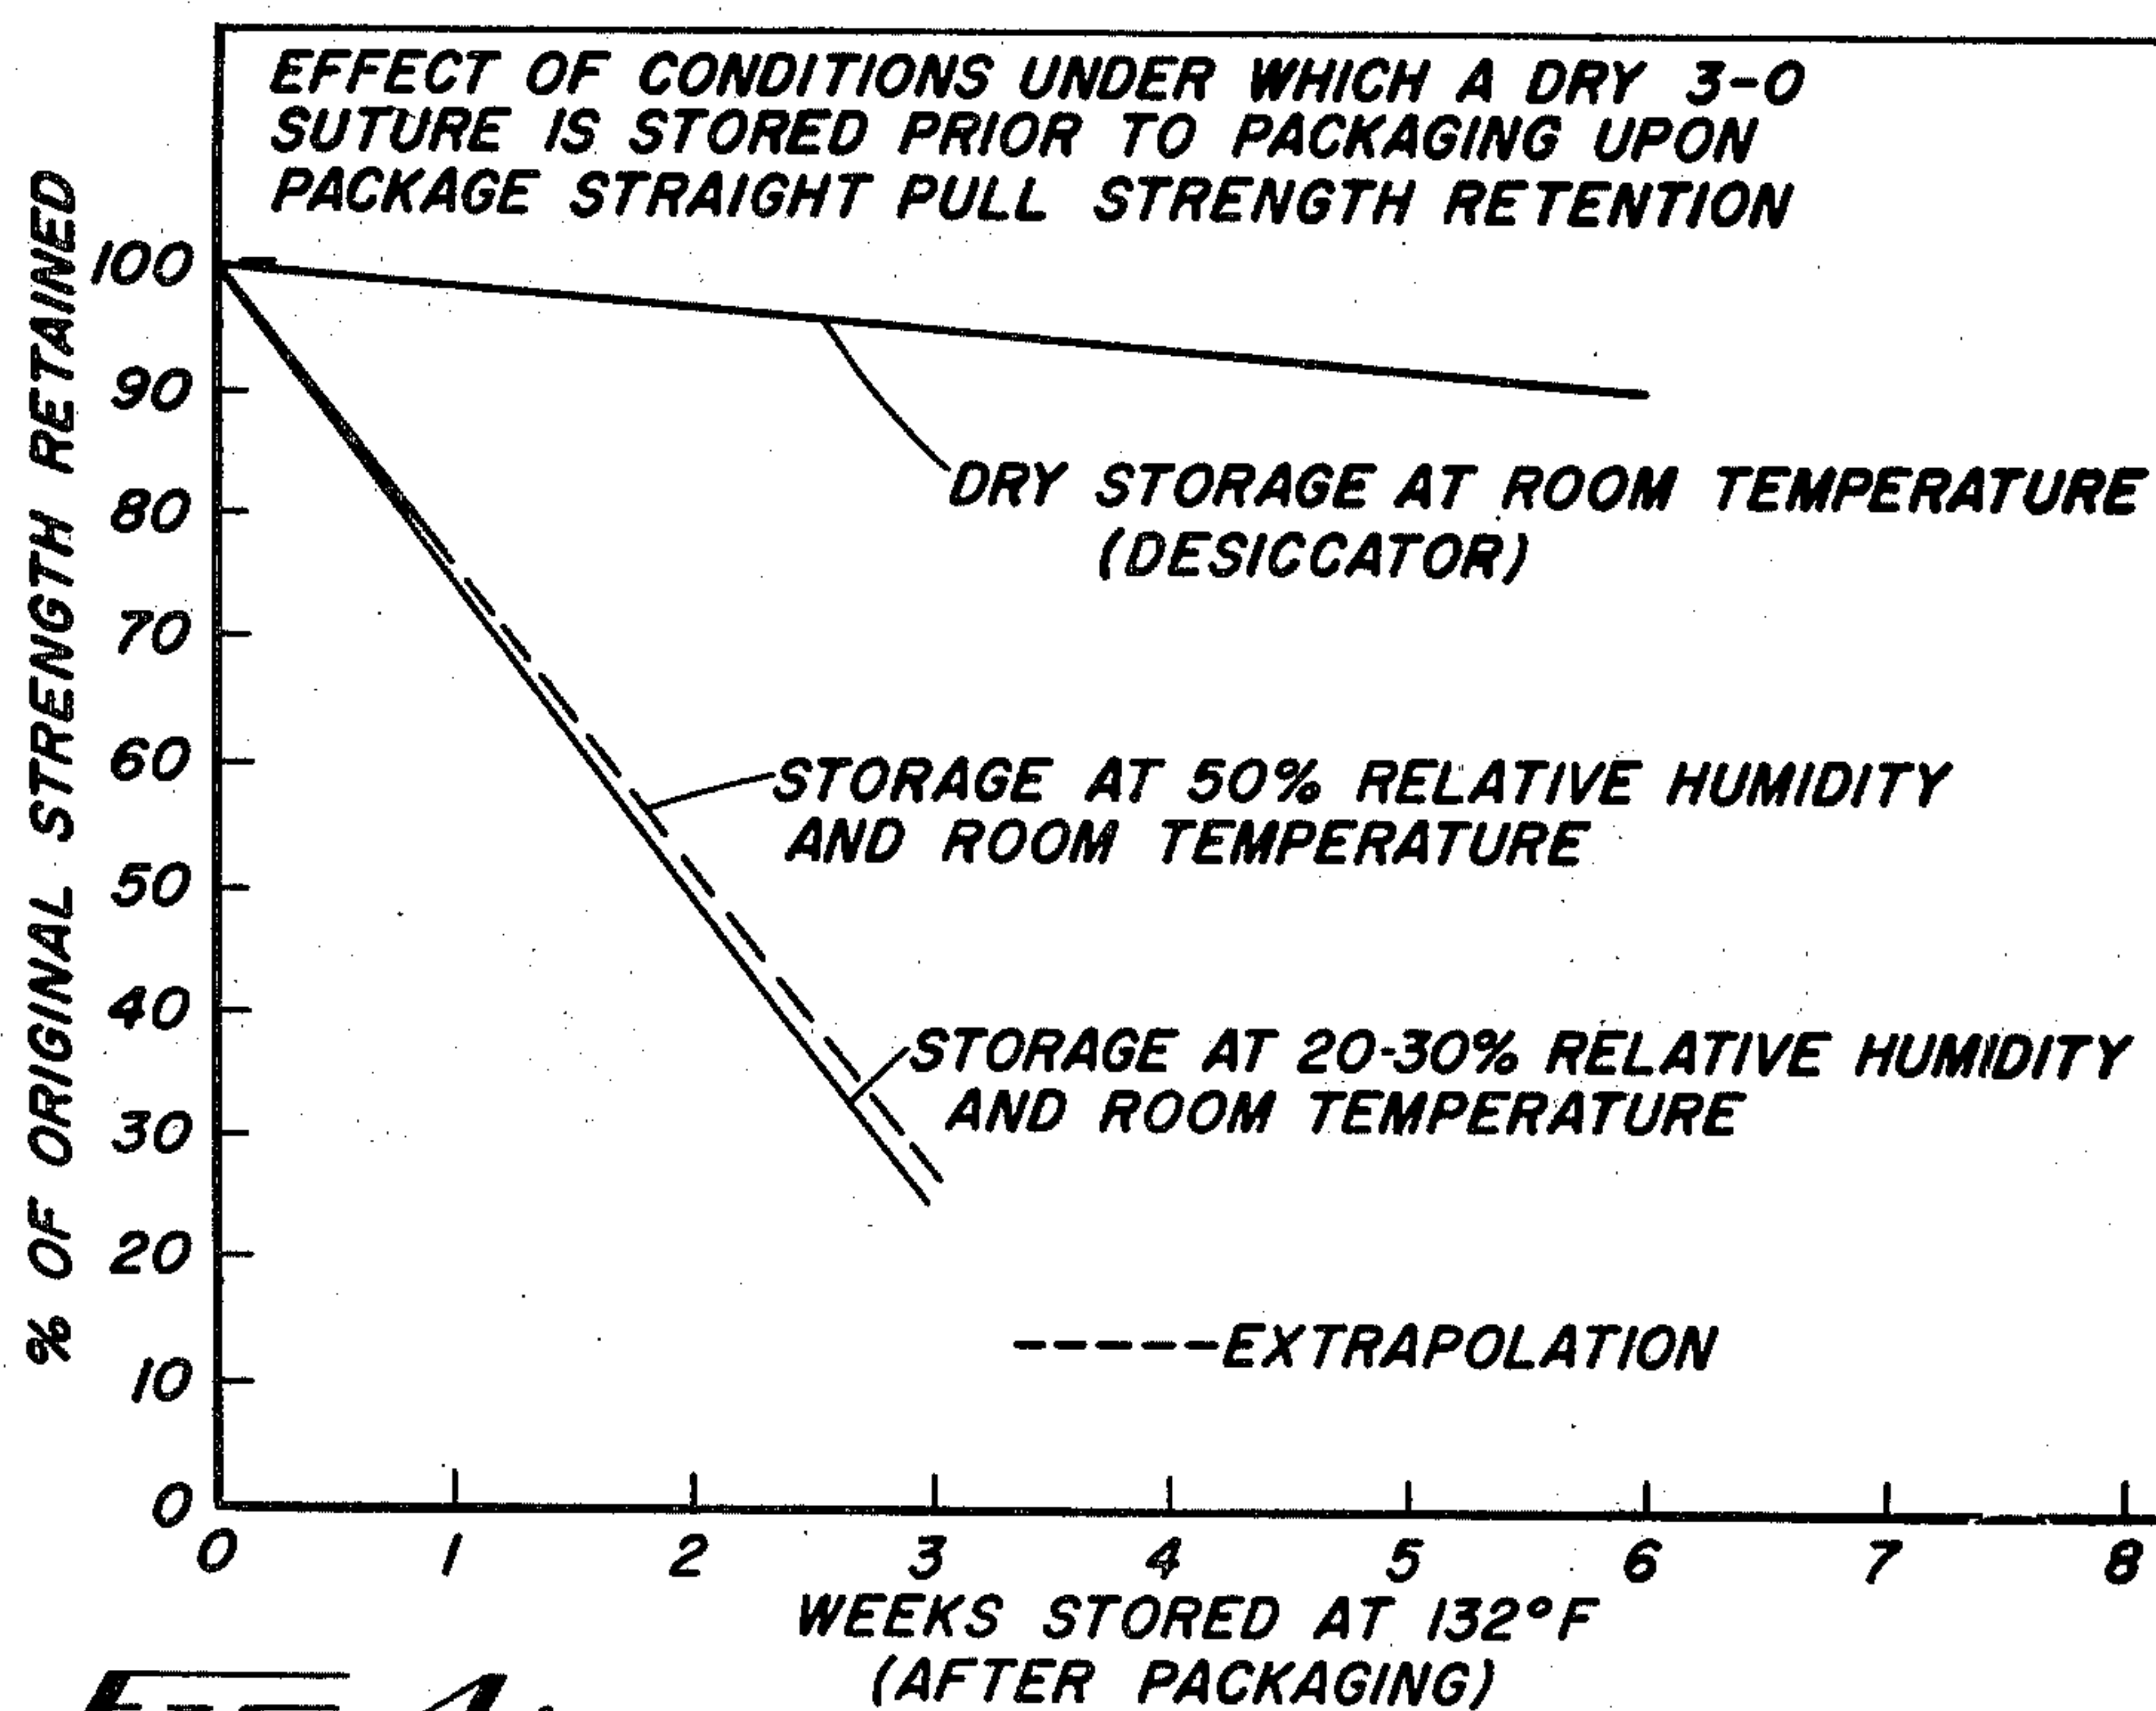 EFFECT OF CONDITIONS UNDER WHICH A DRY 3-0
SUTURE IS STORED PRIOR TO PACKAGING UPON
PACKAGE STRAIGHT PULL STRENGTH RETENTION
% OF ORIGINAL STRENGTH RETAINED
100
90
80
70
60
50
40
30
20
10
0
DRY STORAGE AT ROOM TEMPERATURE
(DESICCATOR)
STORAGE AT 50% RELATIVE HUMIDITY
AND ROOM TEMPERATURE
STORAGE AT 20-30% RELATIVE HUMIDITY
AND ROOM TEMPERATURE
-----EXTRAPOLATION
0 1 2 3 4 5 6 7 8
WEEKS STORED AT 132°F
(AFTER PACKAGING)